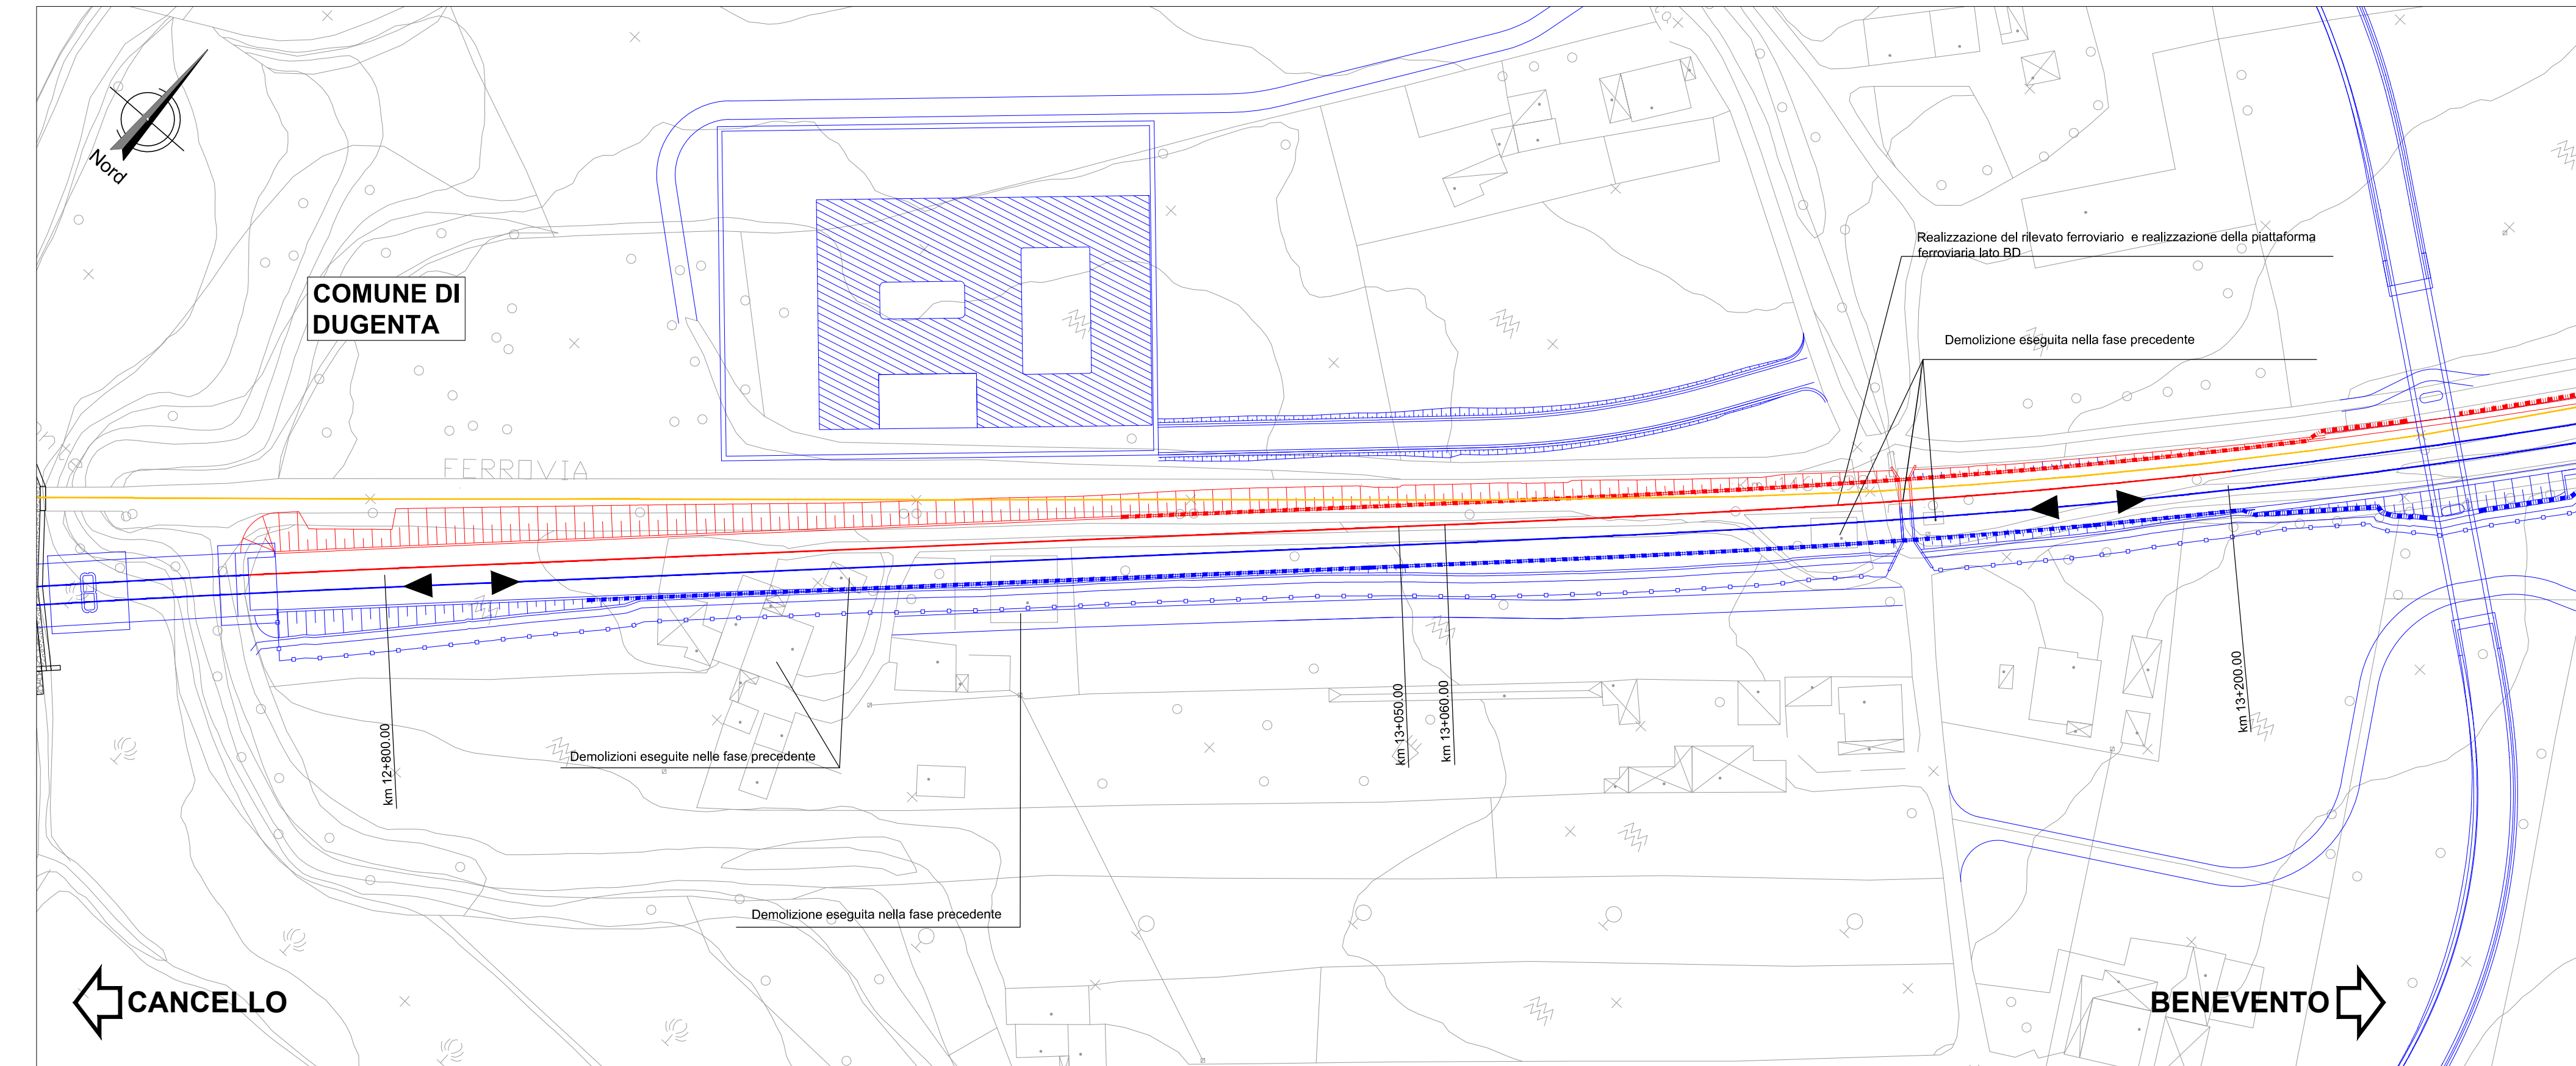 Nord
COMUNE DI
DUGENTA
Realizzazione del rilevato ferroviario e realizzazione della piattaforma
ferroviaria lato BD
Demolizione eseguita nella fase precedente
FERROVIA
km 12+800.00
Demolizioni eseguite nelle fase precedente
km 13+050.00
km 13+060.00
km 13+200.00
Demolizione eseguita nella fase precedente
CANCELLO
BENEVENTO